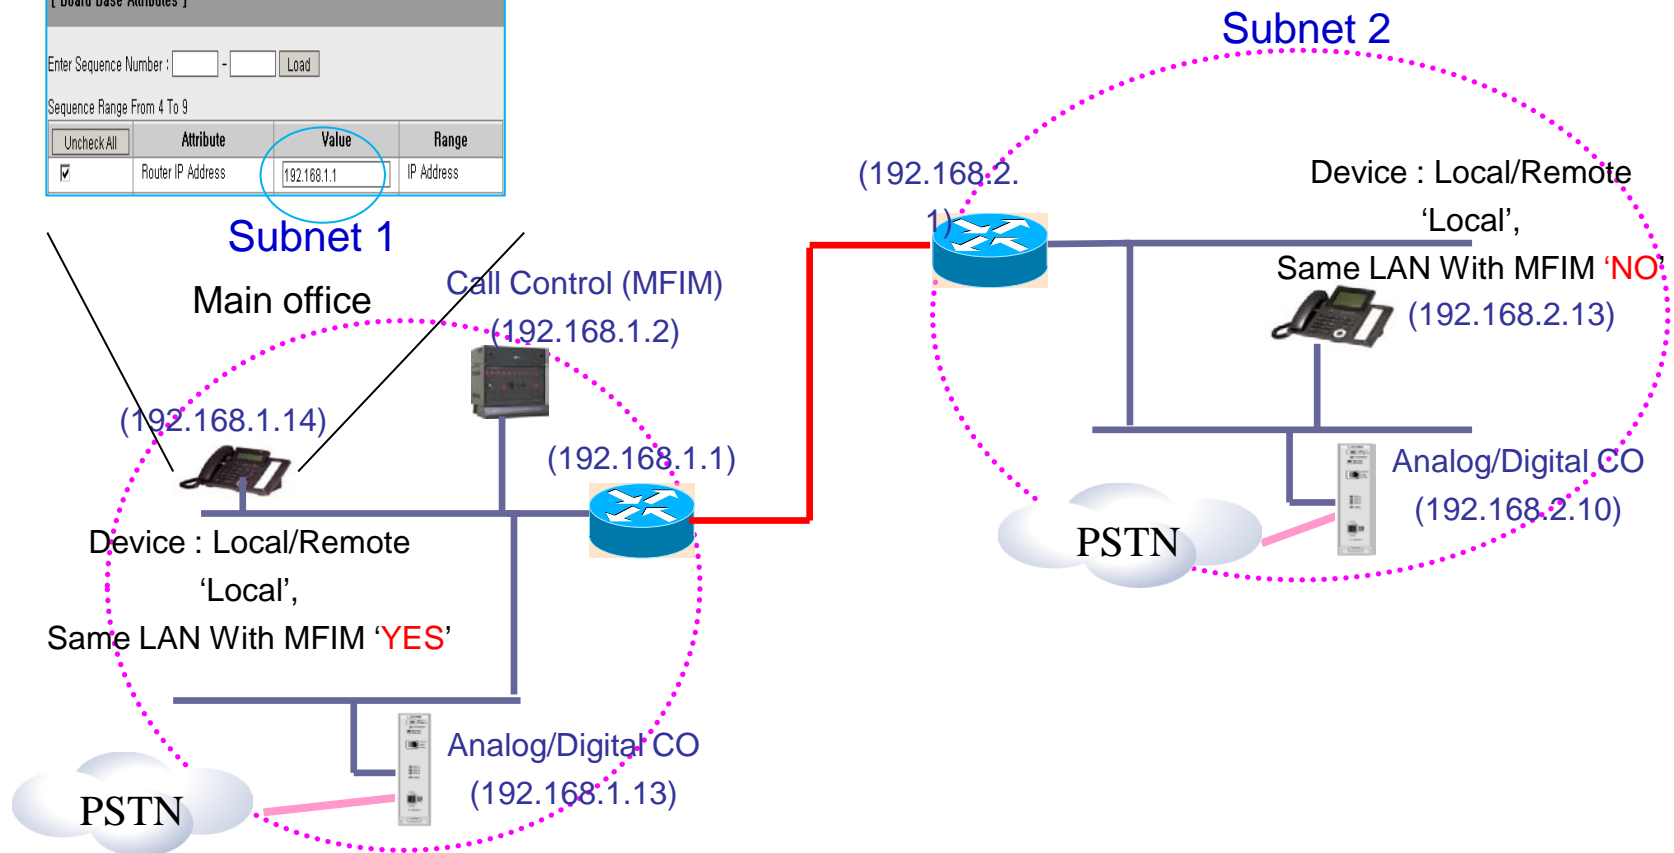 [ Board Base Attributes ]
Enter Sequence Number : - Load
Sequence Range From 4 To 9
Uncheck All Attribute Value Range
Router IP Address 192.168.1.1 IP Address
Subnet 1
Main office
Call Control (MFIM)
(192.168.1.2)
(192.168.1.14)
(192.168.1.1)
Device : Local/Remote
‘Local’,
Same LAN With MFIM ‘YES’
Analog/Digital CO
(192.168.1.13)
PSTN
Subnet 2
(192.168.2.
1)
Device : Local/Remote
‘Local’,
Same LAN With MFIM ‘NO’
(192.168.2.13)
Analog/Digital CO
(192.168.2.10)
PSTN